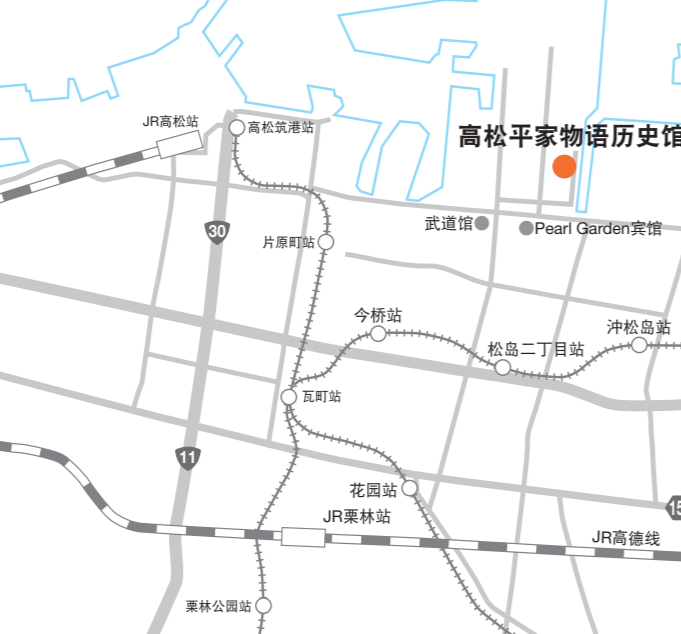 JR高松站
高松筑港站
高松平家物语历史馆
30
片原町站
武道馆
Pearl Garden宾馆
今桥站
松岛二丁目站
沖松岛站
瓦町站
11
花园站
15
JR栗林站
JR高德线
栗林公园站